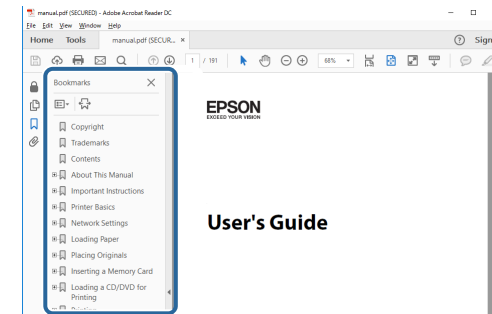 manual.pdf (SECURED) - Adobe Acrobat Reader DC
File Edit View Window Help
Home Tools manual.pdf (SECUR... × ? Sign
1 / 191 68%
Bookmarks
Copyright
Trademarks
Contents
About This Manual
Important Instructions
Printer Basics
Network Settings
Loading Paper
Placing Originals
Inserting a Memory Card
Loading a CD/DVD for
Printing
EPSON
EXCEED YOUR VISION
User's Guide